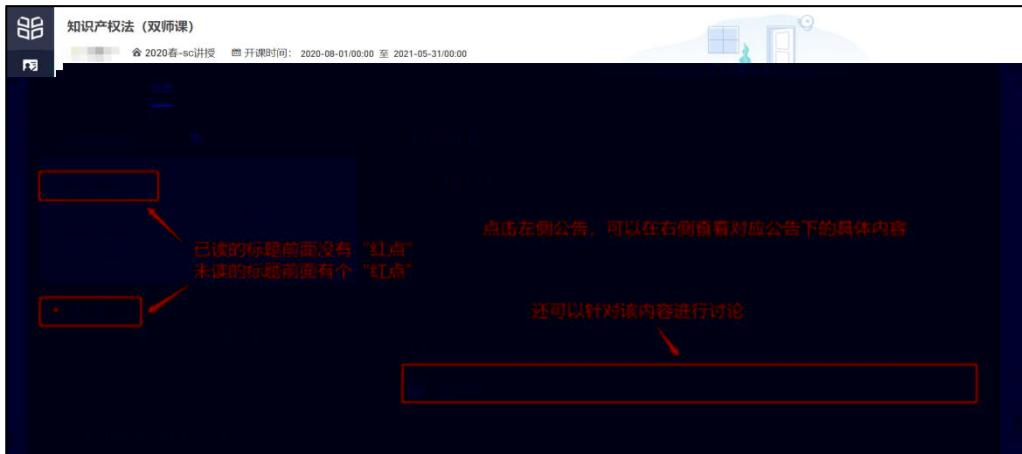 知识产权法（双师课）
2020春-sc讲授 开课时间： 2020-08-01/00:00 至 2021-05-31/00:00
点击左侧公告，可以在右侧查看对应公告下的具体内容
已读的标题前面没有“红点”
未读的标题前面有个“红点”
还可以针对该内容进行讨论